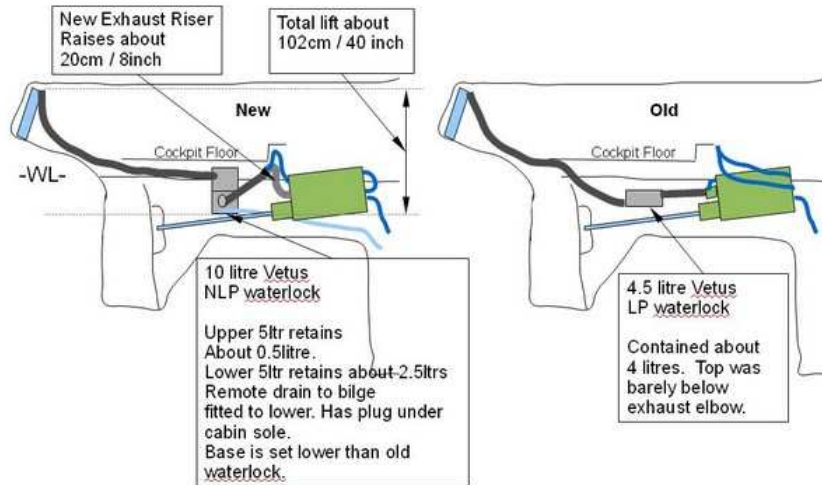 New Exhaust Riser
Raises about
20cm / 8inch
Total lift about
102cm / 40 inch
New
Cockpit Floor
-WL-
10 litre Vetus
NLP waterlock
Upper 5ltr retains
About 0.5litre.
Lower 5ltr retains about 2.5ltrs
Remote drain to bilge
fitted to lower. Has plug under
cabin sole.
Base is set lower than old
waterlock.
Old
Cockpit Floor
4.5 litre Vetus
LP waterlock
Contained about
4 litres. Top was
barely below
exhaust elbow.